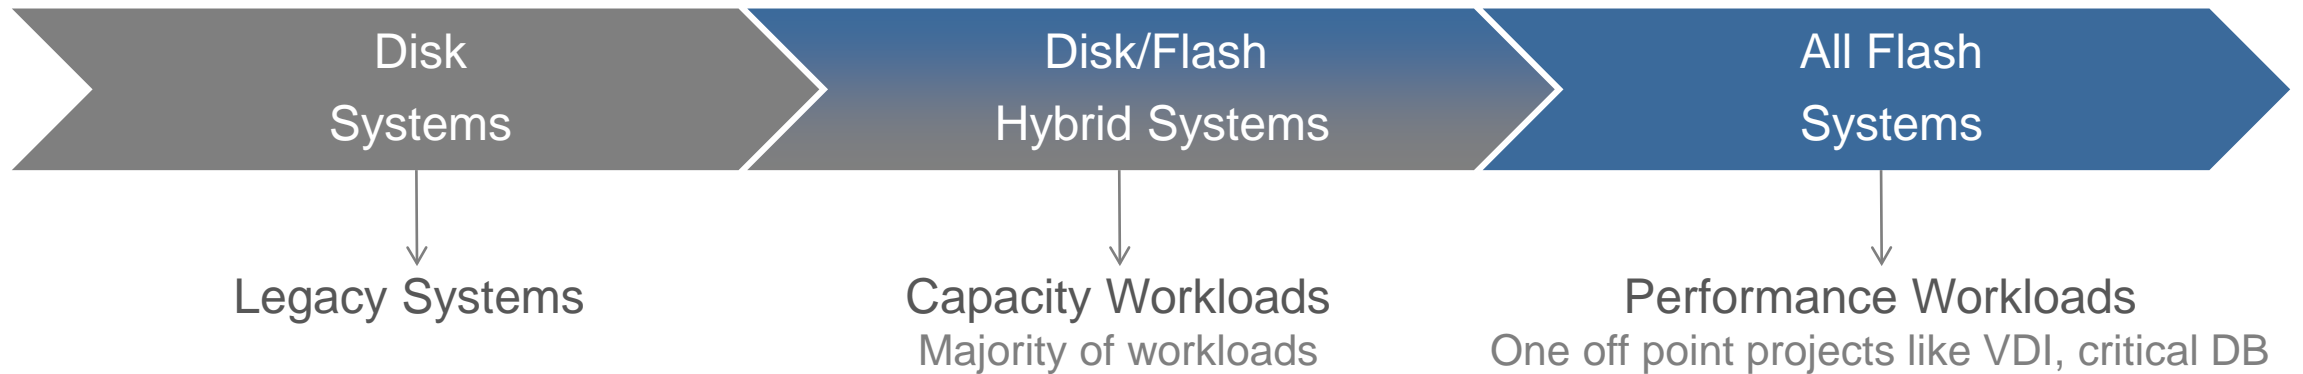 Disk
Systems
Disk/Flash
Hybrid Systems
All Flash
Systems
Legacy Systems
Capacity Workloads
Majority of workloads
Performance Workloads
One off point projects like VDI, critical DB